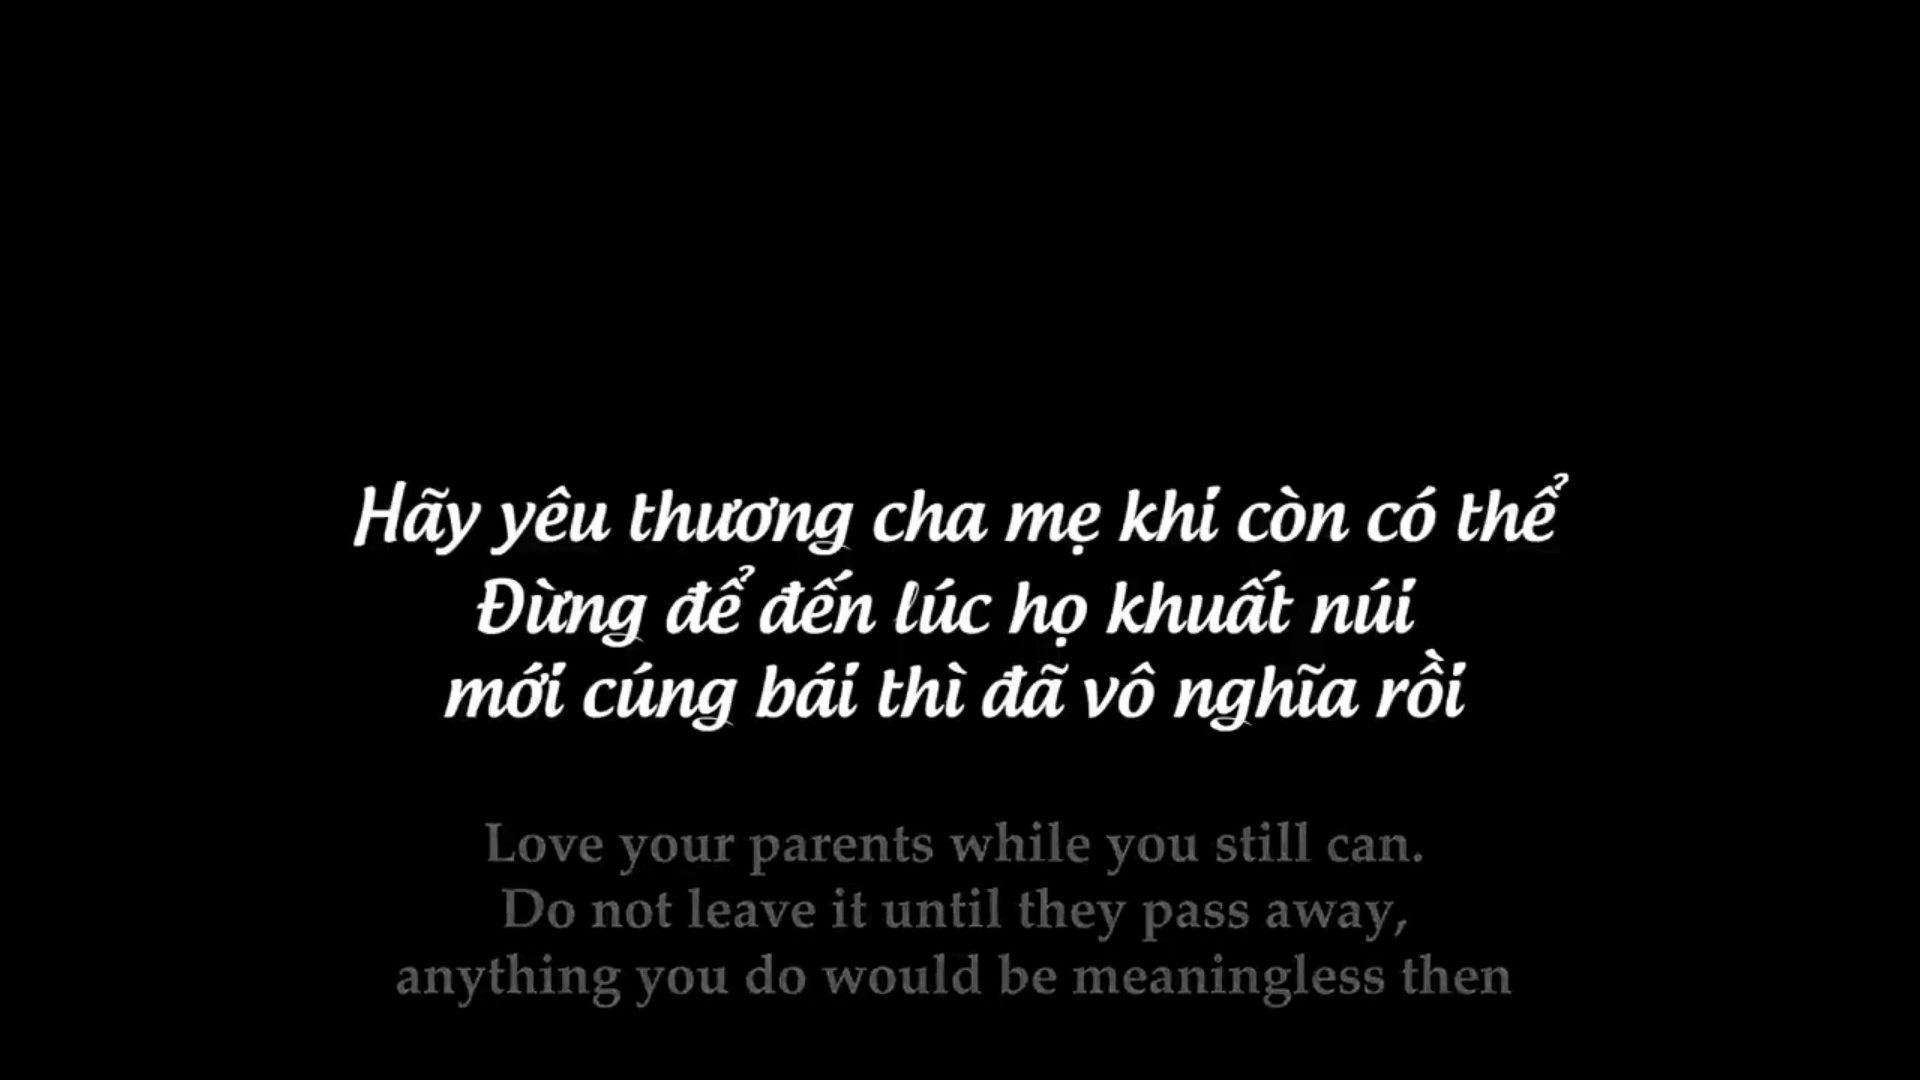 Hãy yêu thương cha mẹ khi còn có thể
Đừng để đến lúc họ khuất núi
mới cúng bái thì đã vô nghĩa rồi
Love your parents while you still can.
Do not leave it until they pass away,
anything you do would be meaningless then